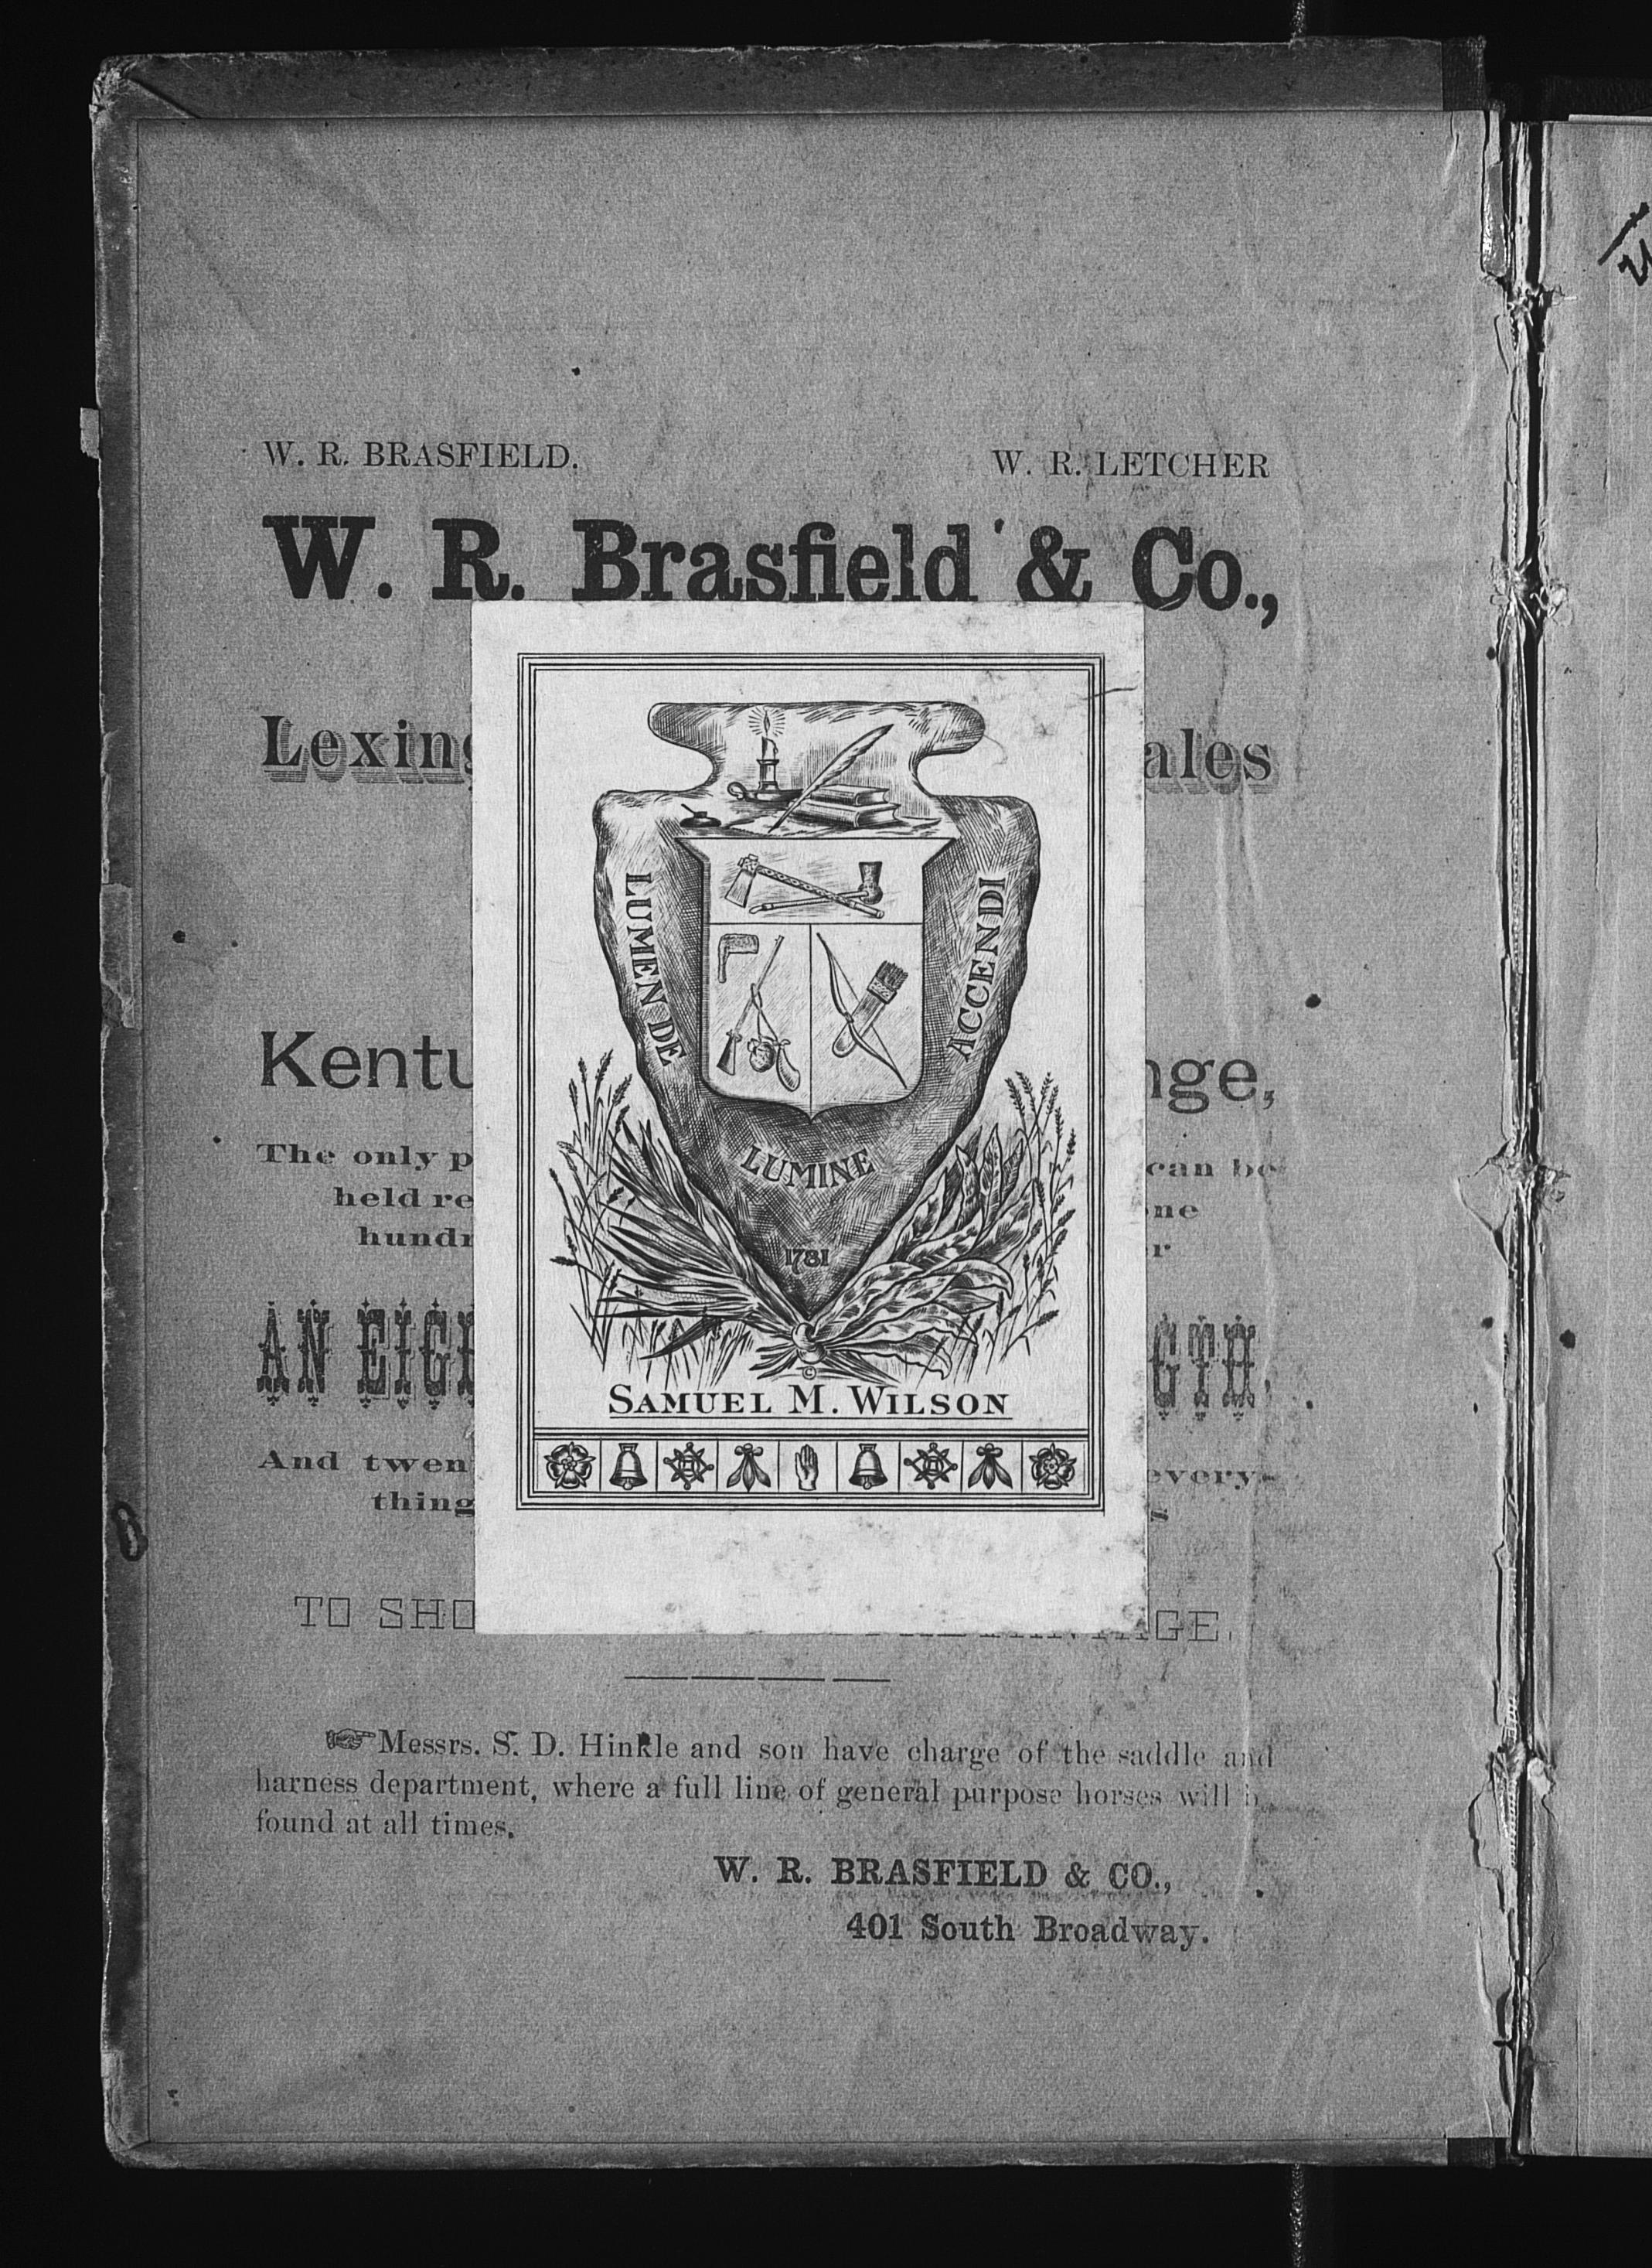 W. R. BRASFIELD. W. R. LETCHER
W. R. Brasfield & Co.,
Lexing ales
Kentu nge,
The only p can be
held re ne
hundr r
AN EIGH GTH.
And twen every-
thing s
TO SHO GE.
LUMEN DE
ACCENDI
LUMINE
1781
©
SAMUEL M. WILSON
☞Messrs. S. D. Hinkle and son have charge of the saddle and
harness department, where a full line of general purpose horses will b
found at all times.
W. R. BRASFIELD & CO.,
401 South Broadway.